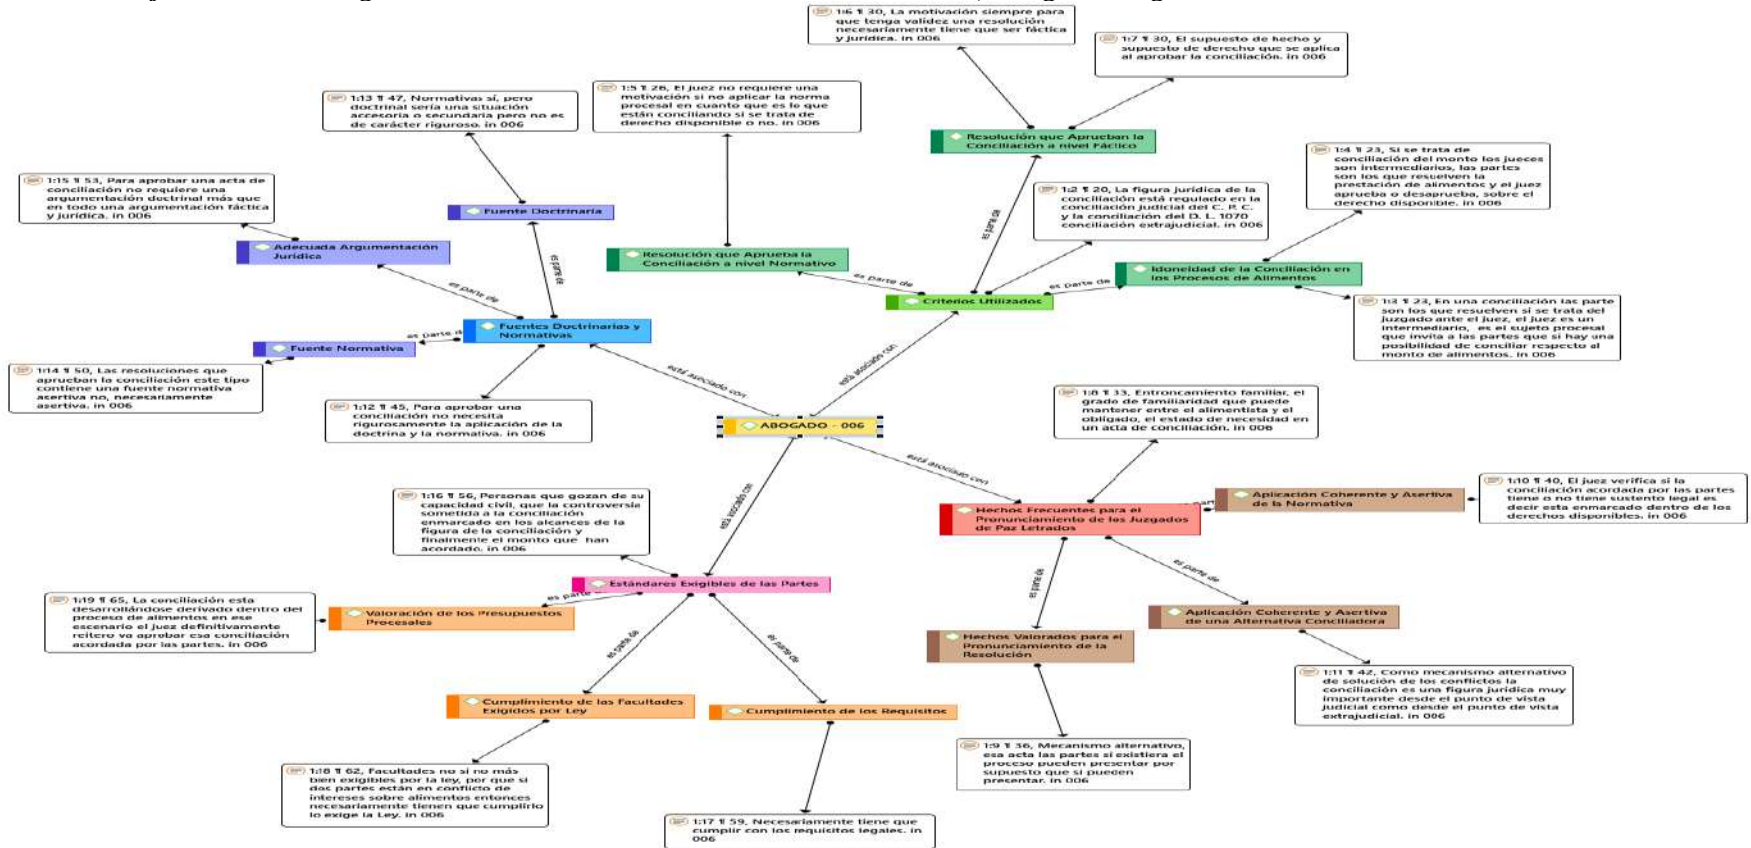 1:6 ¶ 30, La motivación siempre para
que tenga validez una resolución
necesariamente tiene que ser fáctica
y jurídica. in 006
1:7 ¶ 30, El supuesto de hecho y
supuesto de derecho que se aplica
al aprobar la conciliación. in 006
1:13 ¶ 47, Normativas sí, pero
doctrinal sería una situación
accesoria o secundaria pero no es
de carácter riguroso. in 006
1:5 ¶ 26, El juez no requiere una
motivación si no aplicar la norma
procesal en cuanto que es lo que
están conciliando si se trata de
derecho disponible o no. in 006
Resolución que Aprueban la
Conciliación a nivel Fáctico
1:4 ¶ 23, Si se trata de
conciliación del monto los jueces
son intermediarios, las partes
son los que resuelven la
prestación de alimentos y el juez
aprueba o desaprueba, sobre el
derecho disponible. in 006
1:15 ¶ 53, Para aprobar una acta de
conciliación no requiere una
argumentación doctrinal más que
en todo una argumentación fáctica
y jurídica. in 006
Fuente Doctrinaria
1:2 ¶ 20, La figura jurídica de la
conciliación está regulado en la
conciliación judicial del C. P. C.
y la conciliación del D. L. 1070
conciliación extrajudicial. in 006
es parte de
Adecuada Argumentación
Jurídica
es parte de
Resolución que Aprueba la
Conciliación a nivel Normativo
Idoneidad de la Conciliación en
los Procesos de Alimentos
es parte de
es parte de
es parte de
Criterios Utilizados
1:3 ¶ 23, En una conciliación las parte
son los que resuelven si se trata del
juzgado ante el juez, el juez es un
intermediario, es el sujeto procesal
que invita a las partes que si hay una
posibilidad de conciliar respecto al
monto de alimentos. in 006
Fuentes Doctrinarias y
Normativas
es parte d
Fuente Normativa
1:14 ¶ 50, Las resoluciones que
aprueban la conciliación este tipo
contiene una fuente normativa
asertiva no, necesariamente
asertiva. in 006
está asociado con
está asociado con
1:12 ¶ 45, Para aprobar una
conciliación no necesita
rigurosamente la aplicación de la
doctrina y la normativa. in 006
1:8 ¶ 33, Entroncamiento familiar, el
grado de familiaridad que puede
mantener entre el alimentista y el
obligado, el estado de necesidad en
un acta de conciliación. in 006
ABOGADO - 006
está asociado con
está asociado con
1:16 ¶ 56, Personas que gozan de su
capacidad civil, que la controversia
sometida a la conciliación
enmarcado en los alcances de la
figura de la conciliación y
finalmente el monto que han
acordado. in 006
Aplicación Coherente y Asertiva
de la Normativa
1:10 ¶ 40, El juez verifica si la
conciliación acordada por las partes
tiene o no tiene sustento legal es
decir esta enmarcado dentro de los
derechos disponibles. in 006
Hechos Frecuentes para el
Pronunciamiento de los Juzgados
de Paz Letrados
es parte de
es parte de
Estándares Exigibles de las Partes
es parte
1:19 ¶ 65, La conciliación esta
desarrollándose derivado dentro del
proceso de alimentos en ese
escenario el juez definitivamente
reitero va aprobar esa conciliación
acordada por las partes. in 006
Valoración de los Presupuestos
Procesales
es parte de
es parte de
Aplicación Coherente y Asertiva
de una Alternativa Conciliadora
Hechos Valorados para el
Pronunciamiento de la
Resolución
1:11 ¶ 42, Como mecanismo alternativo
de solución de los conflictos la
conciliación es una figura jurídica muy
importante desde el punto de vista
judicial como desde el punto de vista
extrajudicial. in 006
Cumplimiento de las Facultades
Exigidos por Ley
Cumplimiento de los Requisitos
1:9 ¶ 36, Mecanismo alternativo,
esa acta las partes si existiera el
proceso pueden presentar por
supuesto que si pueden
presentar. in 006
1:18 ¶ 62, Facultades no si no más
bien exigibles por la ley, por que si
dos partes están en conflicto de
intereses sobre alimentos entonces
necesariamente tienen que cumplirlo
lo exige la Ley. in 006
1:17 ¶ 59, Necesariamente tiene que
cumplir con los requisitos legales. in
006